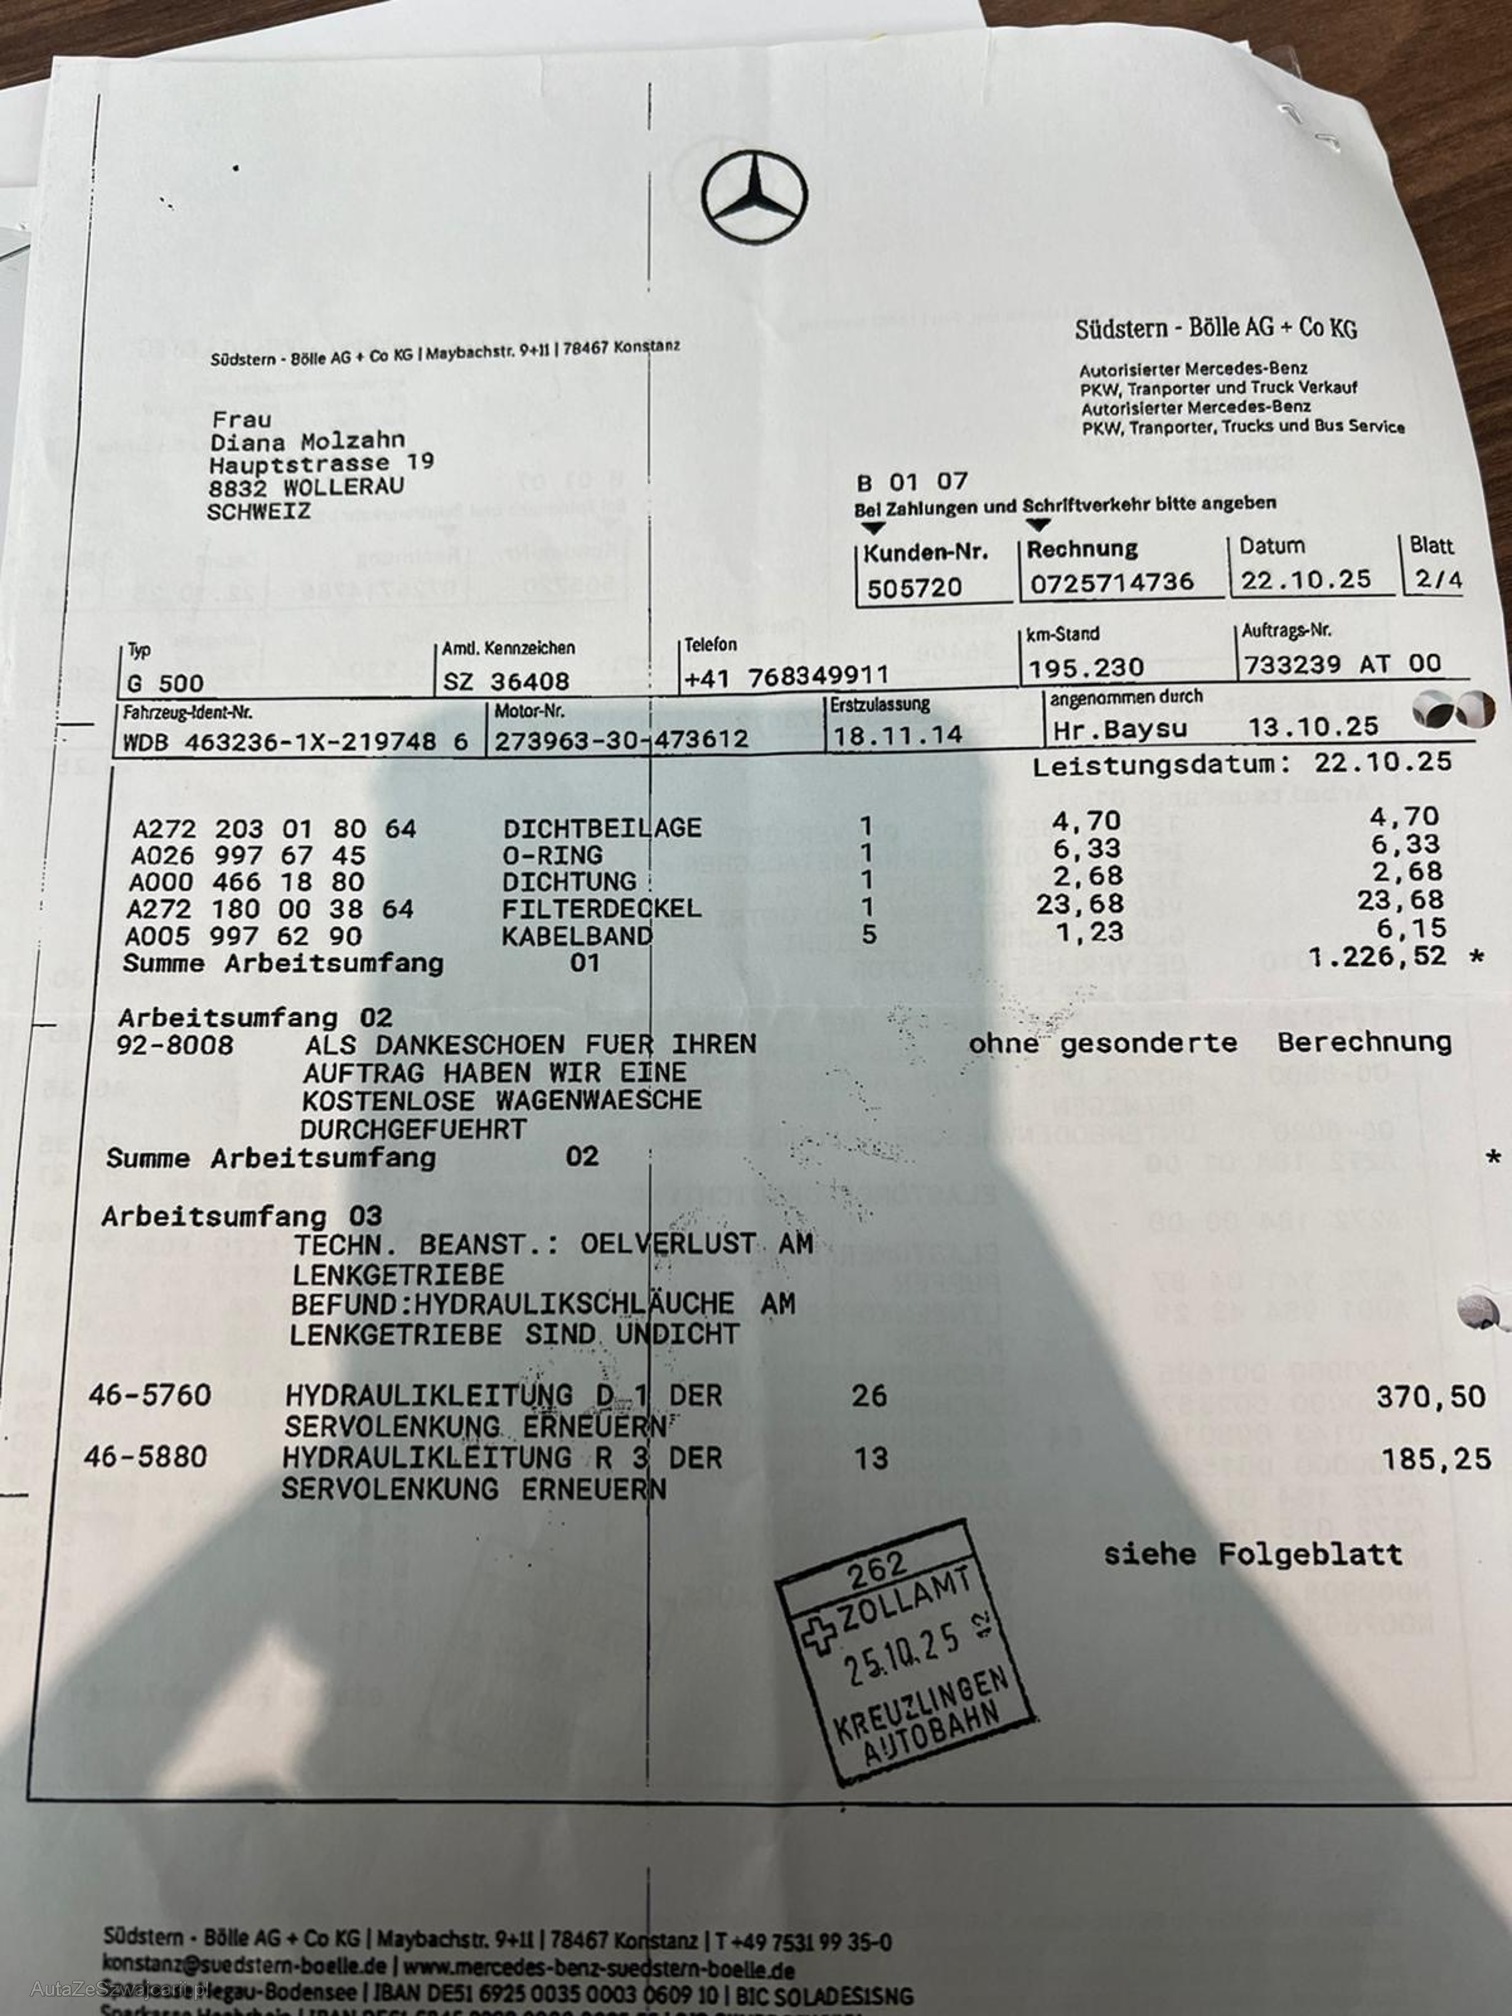 Südstern - Bölle AG + Co KG
Südstern - Bölle AG + Co KG | Maybachstr. 9+11 | 78467 Konstanz
Autorisierter Mercedes-Benz
PKW, Tranporter und Truck Verkauf
Autorisierter Mercedes-Benz
PKW, Tranporter, Trucks und Bus Service
Frau
Diana Molzahn
Hauptstrasse 19
8832 WOLLERAU
SCHWEIZ
B 01 07
Bei Zahlungen und Schriftverkehr bitte angeben
Kunden-Nr. Rechnung Datum Blatt
505720 0725714736 22.10.25 2/4
Typ Amtl. Kennzeichen Telefon km-Stand Auftrags-Nr.
G 500 SZ 36408 +41 768349911 195.230 733239 AT 00
Fahrzeug-Ident-Nr. Motor-Nr. Erstzulassung angenommen durch
WDB 463236-1X-219748 6 273963-30-473612 18.11.14 Hr.Baysu 13.10.25
Leistungsdatum: 22.10.25
A272 203 01 80 64 DICHTBEILAGE 1 4,70 4,70
A026 997 67 45 O-RING 1 6,33 6,33
A000 466 18 80 DICHTUNG 1 2,68 2,68
A272 180 00 38 64 FILTERDECKEL 1 23,68 23,68
A005 997 62 90 KABELBAND 5 1,23 6,15
Summe Arbeitsumfang 01 1.226,52 *
Arbeitsumfang 02
92-8008 ALS DANKESCHOEN FUER IHREN ohne gesonderte Berechnung
AUFTRAG HABEN WIR EINE
KOSTENLOSE WAGENWAESCHE
DURCHGEFUEHRT
Summe Arbeitsumfang 02 *
Arbeitsumfang 03
TECHN. BEANST.: OELVERLUST AM
LENKGETRIEBE
BEFUND:HYDRAULIKSCHLÄUCHE AM
LENKGETRIEBE SIND UNDICHT
46-5760 HYDRAULIKLEITUNG D 1 DER 26 370,50
SERVOLENKUNG ERNEUERN
46-5880 HYDRAULIKLEITUNG R 3 DER 13 185,25
SERVOLENKUNG ERNEUERN
siehe Folgeblatt
262
ZOLLAMT
25.10.25 12
KREUZLINGEN
AUTOBAHN
Südstern - Bölle AG + Co KG | Maybachstr. 9+11 | 78467 Konstanz | T +49 7531 99 35-0
konstanz@suedstern-boelle.de | www.mercedes-benz-suedstern-boelle.de
Hegau-Bodensee | IBAN DE51 6925 0035 0003 0609 10 | BIC SOLADES1SNG
AutaZeSzwajcarii.pl